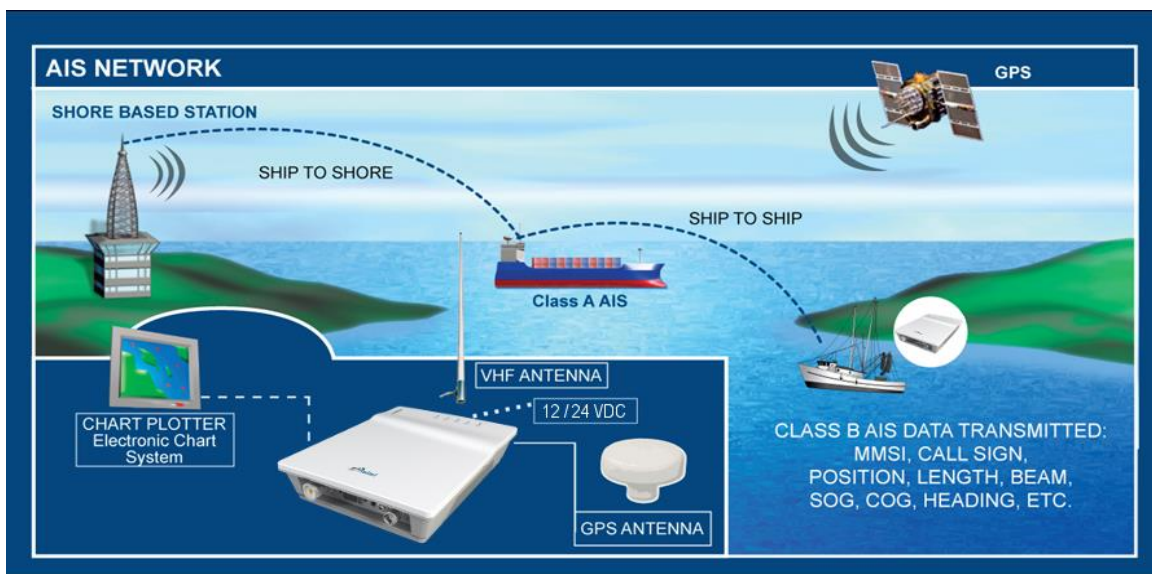 AIS NETWORK
GPS
SHORE BASED STATION
SHIP TO SHORE
SHIP TO SHIP
Class A AIS
VHF ANTENNA
12 / 24 VDC
CHART PLOTTER
Electronic Chart
System
GPS ANTENNA
CLASS B AIS DATA TRANSMITTED:
MMSI, CALL SIGN,
POSITION, LENGTH, BEAM,
SOG, COG, HEADING, ETC.